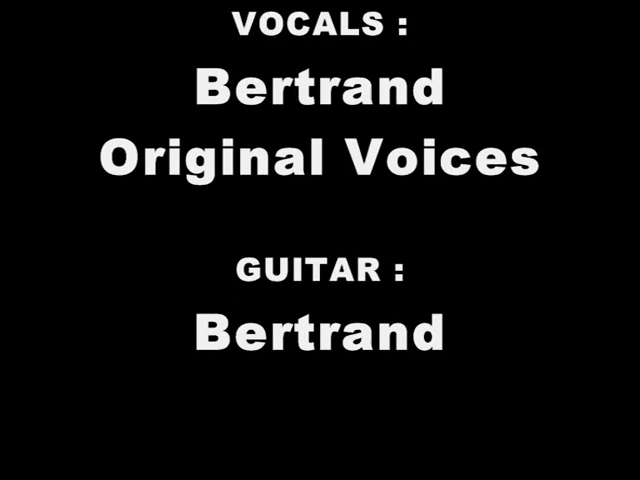 VOCALS :
Bertrand
Original Voices
GUITAR :
Bertrand